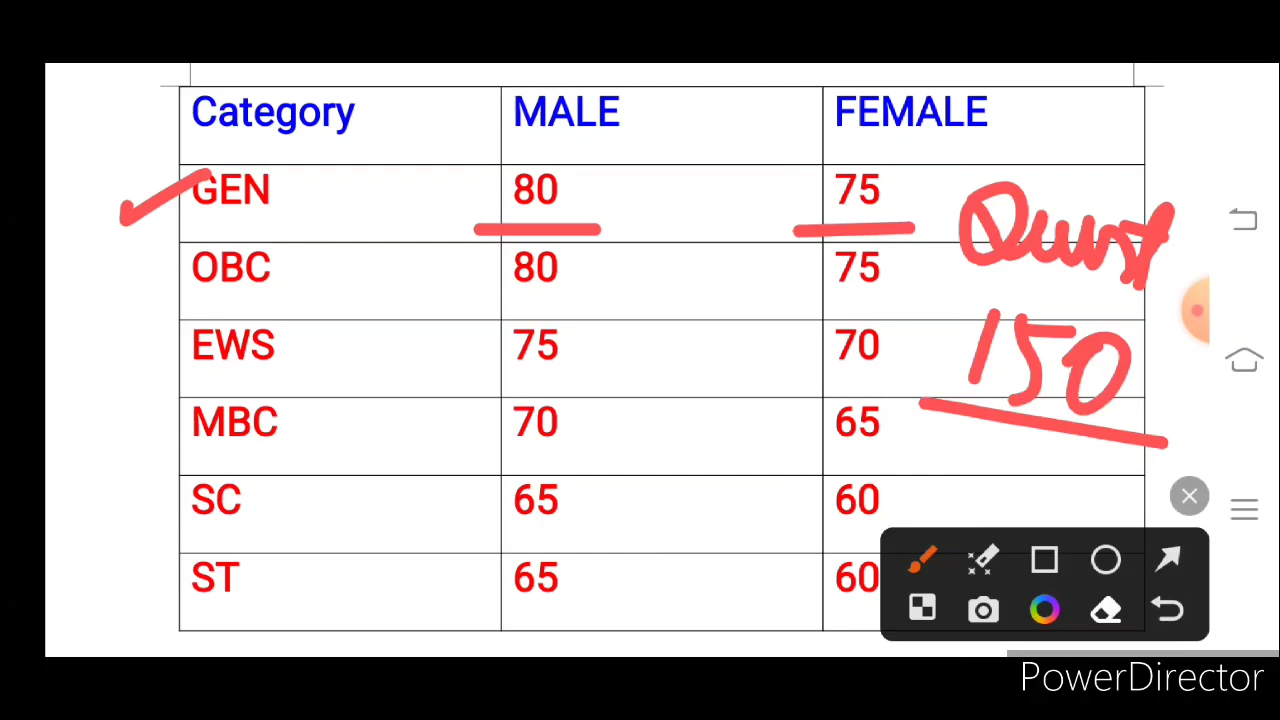 Category MALE FEMALE
GEN 80 75
OBC 80 75
EWS 75 70
MBC 70 65
SC 65 60
ST 65 60
150
PowerDirector